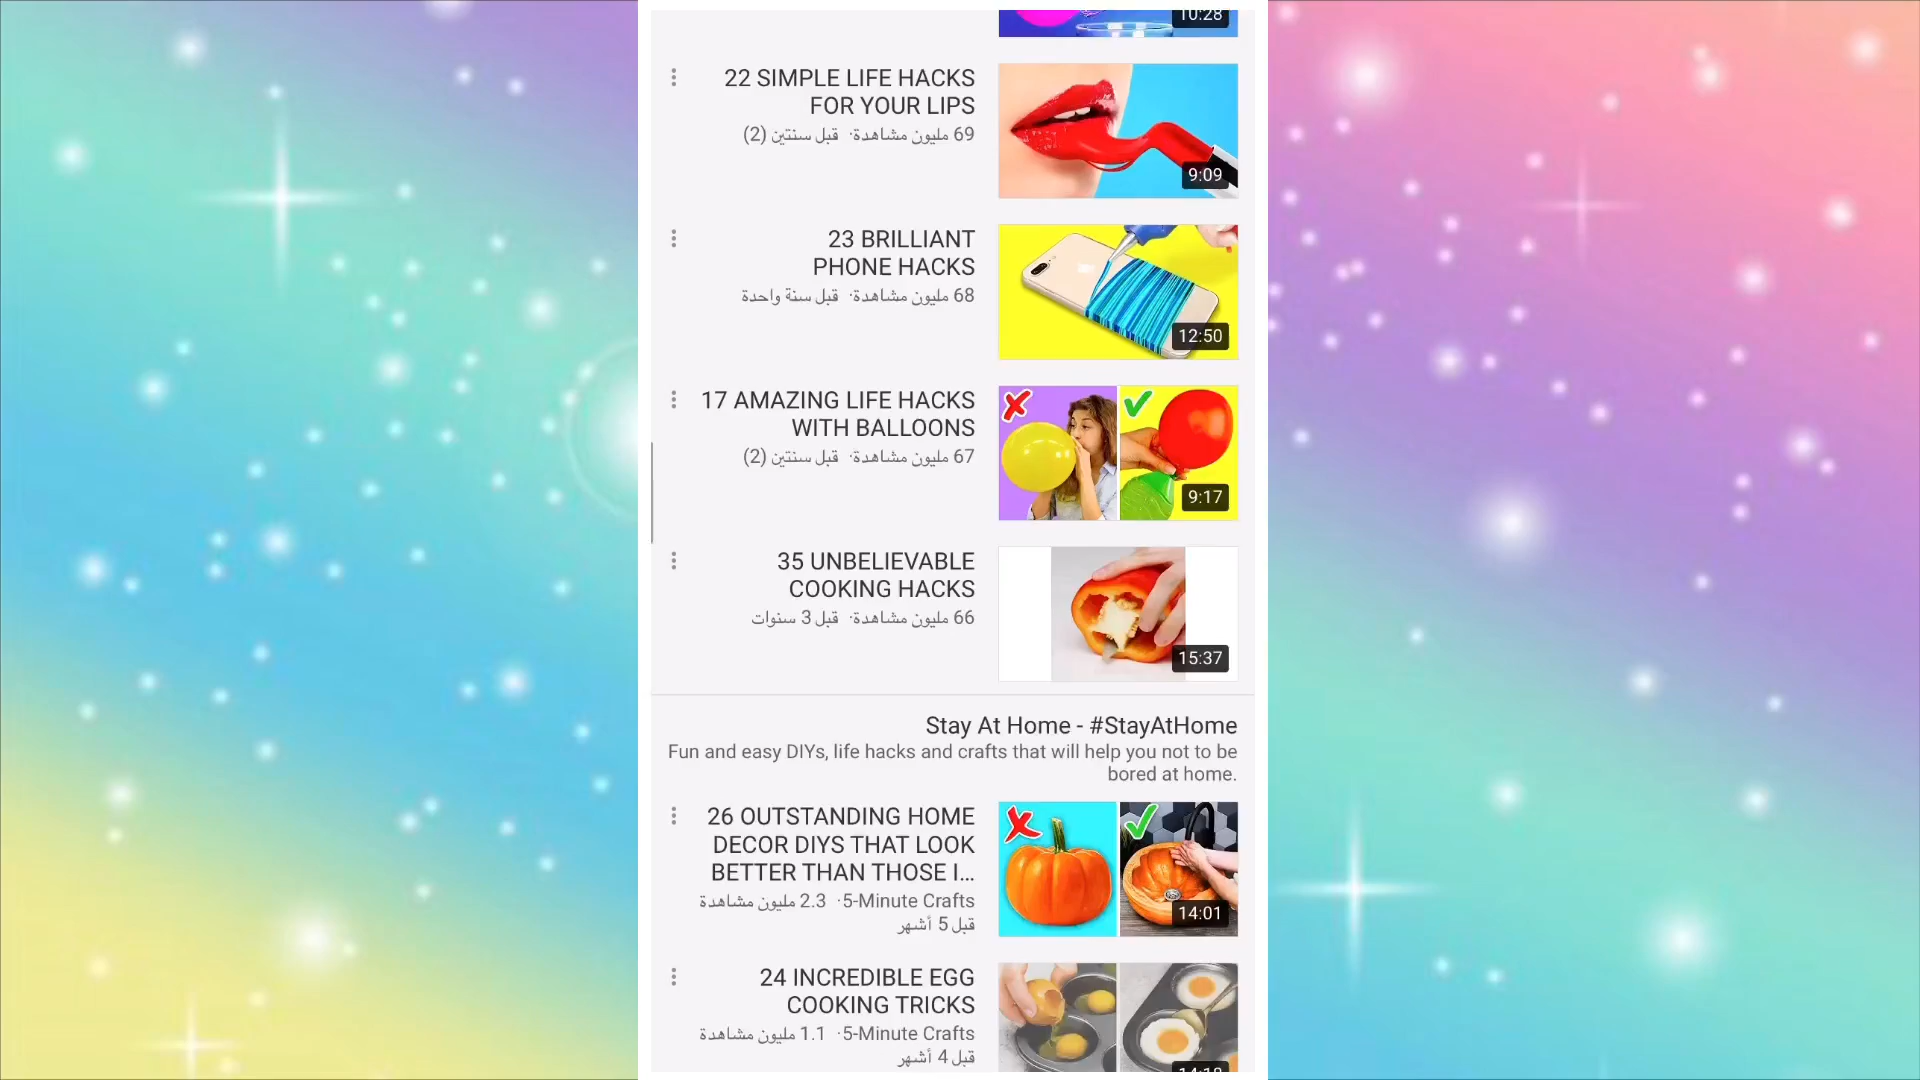 10:28
22 SIMPLE LIFE HACKS
FOR YOUR LIPS
69 مليون مشاهدة· قبل سنتين (2)
9:09
23 BRILLIANT
PHONE HACKS
68 مليون مشاهدة· قبل سنة واحدة
12:50
17 AMAZING LIFE HACKS
WITH BALLOONS
67 مليون مشاهدة· قبل سنتين (2)
9:17
35 UNBELIEVABLE
COOKING HACKS
66 مليون مشاهدة· قبل 3 سنوات
15:37
Stay At Home - #StayAtHome
Fun and easy DIYs, life hacks and crafts that will help you not to be
bored at home.
26 OUTSTANDING HOME
DECOR DIYS THAT LOOK
BETTER THAN THOSE I...
5-Minute Crafts· 2.3 مليون مشاهدة
قبل 5 أشهر
14:01
24 INCREDIBLE EGG
COOKING TRICKS
5-Minute Crafts· 1.1 مليون مشاهدة
قبل 4 أشهر